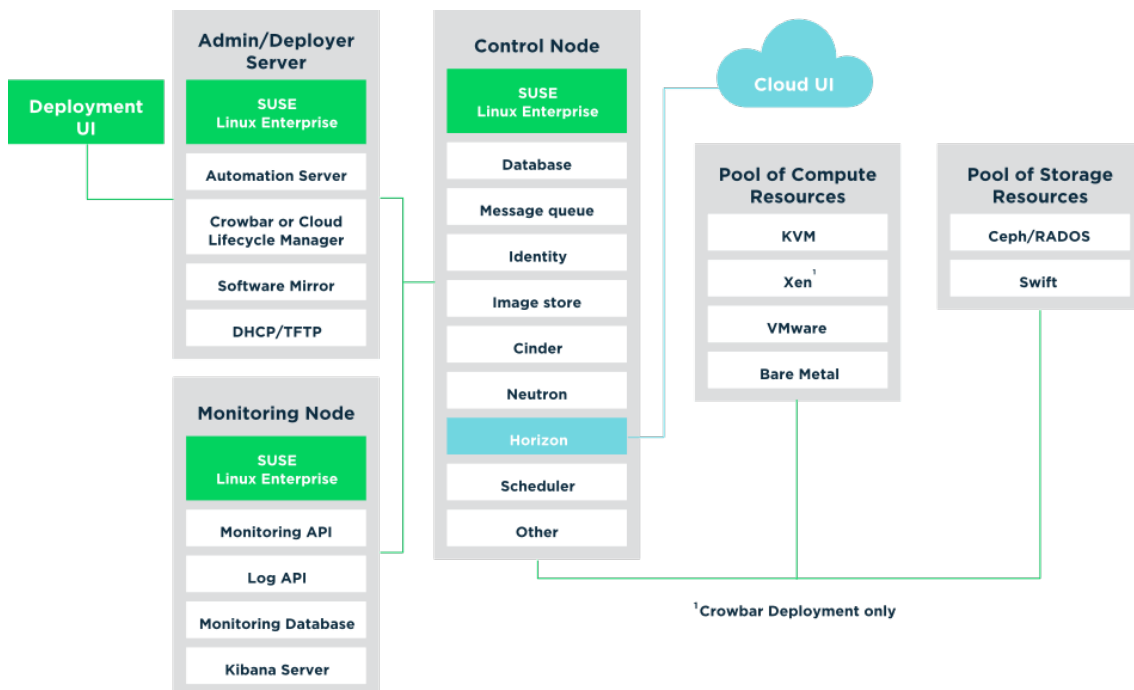 Deployment
UI
Admin/Deployer
Server
SUSE
Linux Enterprise
Automation Server
Crowbar or Cloud
Lifecycle Manager
Software Mirror
DHCP/TFTP
Monitoring Node
SUSE
Linux Enterprise
Monitoring API
Log API
Monitoring Database
Kibana Server
Control Node
SUSE
Linux Enterprise
Database
Message queue
Identity
Image store
Cinder
Neutron
Horizon
Scheduler
Other
Cloud UI
Pool of Compute
Resources
KVM
Xen¹
VMware
Bare Metal
Pool of Storage
Resources
Ceph/RADOS
Swift
¹Crowbar Deployment only